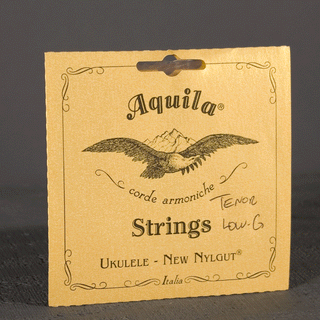 Aquila®
corde armoniche
TENOR
Strings LOW-G
UKULELE - NEW NYLGUT®
Italia